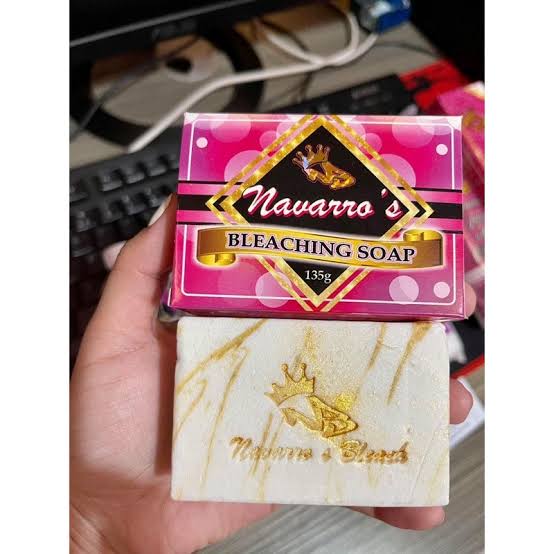 Navarro's
BLEACHING SOAP
135g
Navarro's Bleach